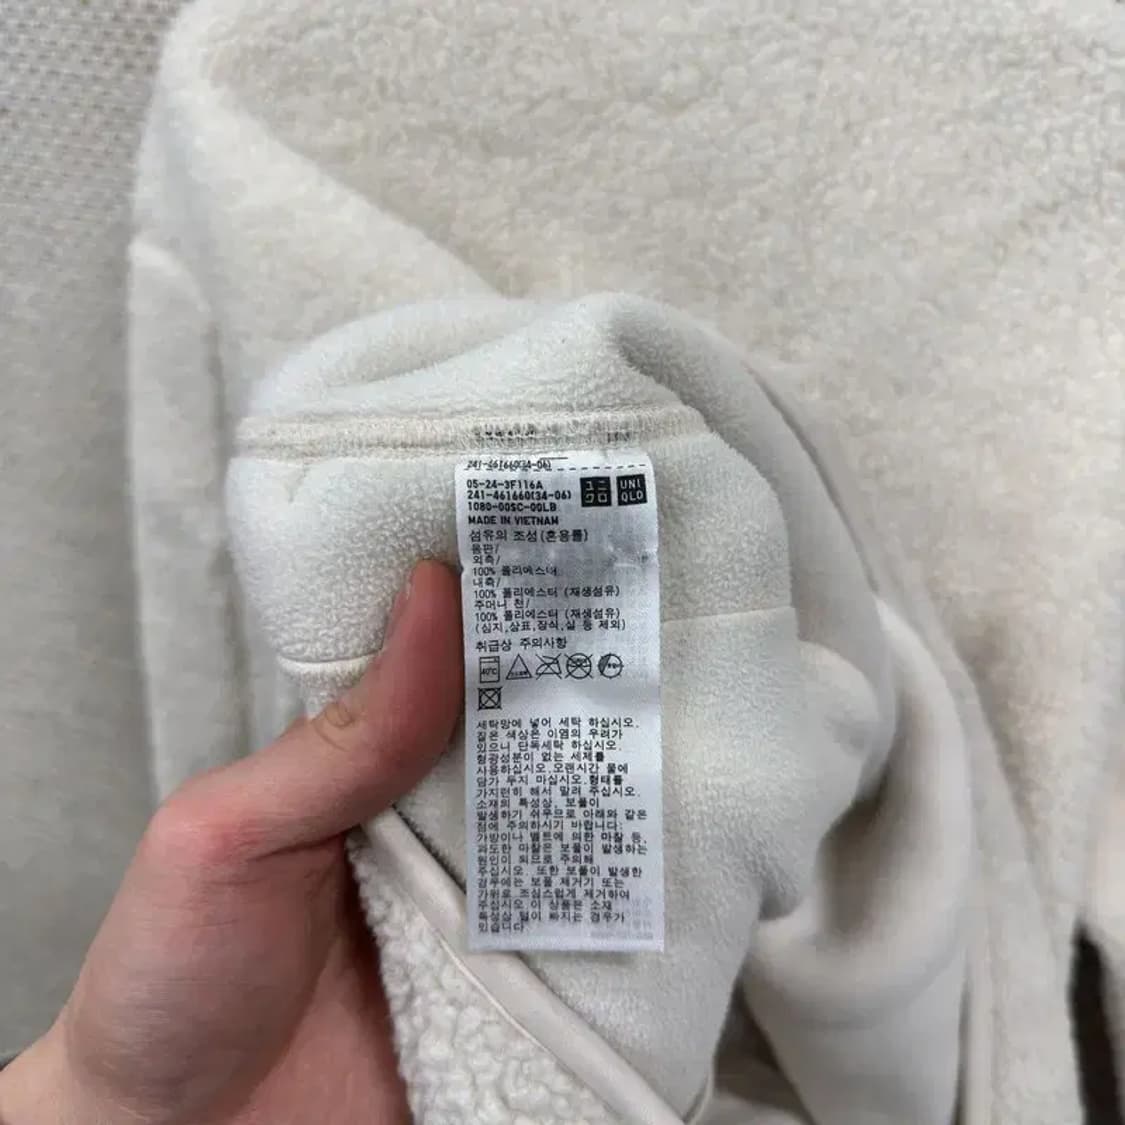 241-461660(34-06)
05-24-3F116A
241-461660(34-06)
1080-00SC-00LB
ユニ
クロ
UNI
QLO
MADE IN VIETNAM
섬유의 조성(혼용률)
몸판/
외측/
100% 폴리에스터
내측/
100% 폴리에스터 (재생섬유)
주머니 천/
100% 폴리에스터 (재생섬유)
(심지,상표,장식,실 등 제외)
취급상 주의사항
40℃
세탁망에 넣어 세탁 하십시오.
짙은 색상은 이염의 우려가
있으니 단독세탁 하십시오.
형광성분이 없는 세제를
사용하십시오.오랜시간 물에
담가 두지 마십시오.형태를
가지런히 해서 말려 주십시오.
소재의 특성상, 보풀이
발생하기 쉬우므로 아래와 같은
점에 주의하시기 바랍니다:
가방이나 벨트에 의한 마찰 등,
과도한 마찰은 보풀이 발생하는
원인이 되므로 주의해
주십시오. 또한 보풀이 발생한
경우에는 보풀 제거기 또는
가위로 조심스럽게 제거하여
주십시오.이 상품은 소재
특성상 털이 빠지는 경우가
있습니다.